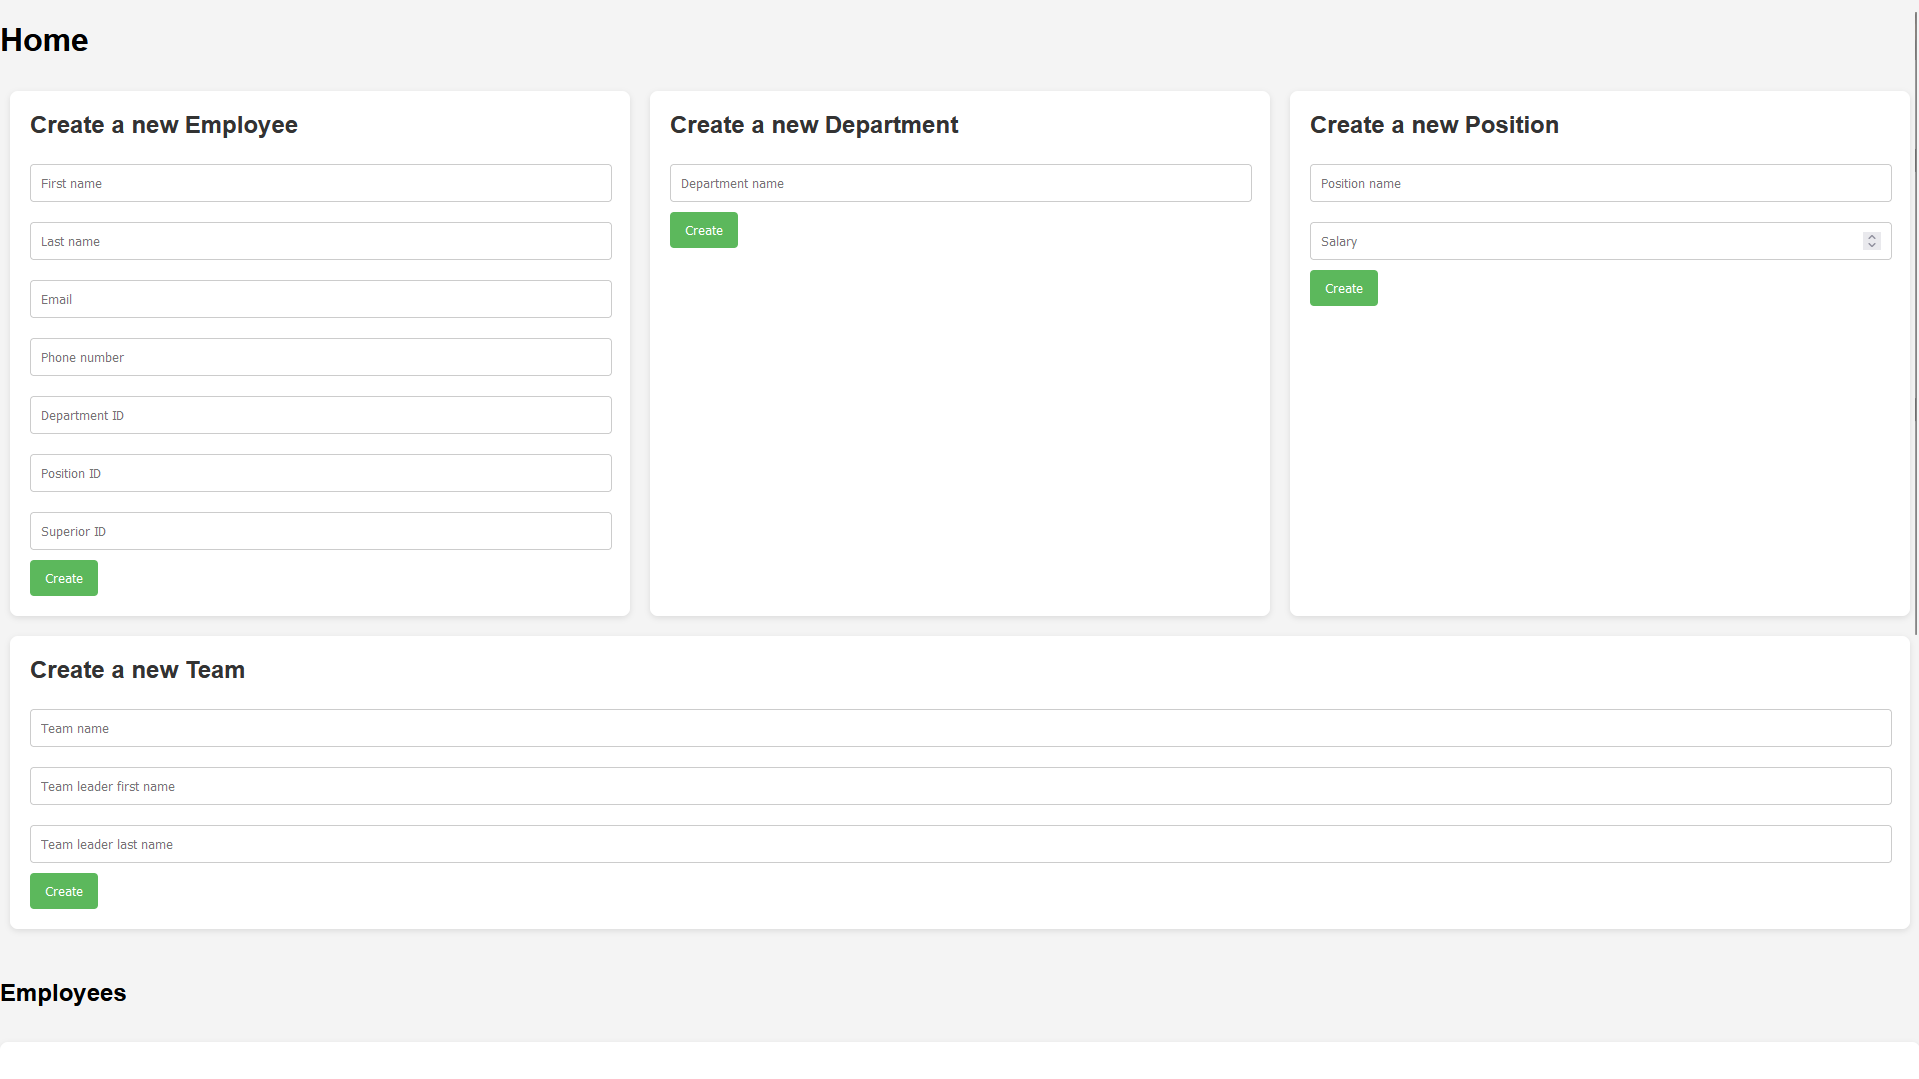 Home
Create a new Employee
First name
Last name
Email
Phone number
Department ID
Position ID
Superior ID
Create
Create a new Department
Department name
Create
Create a new Position
Position name
Salary
Create
Create a new Team
Team name
Team leader first name
Team leader last name
Create
Employees